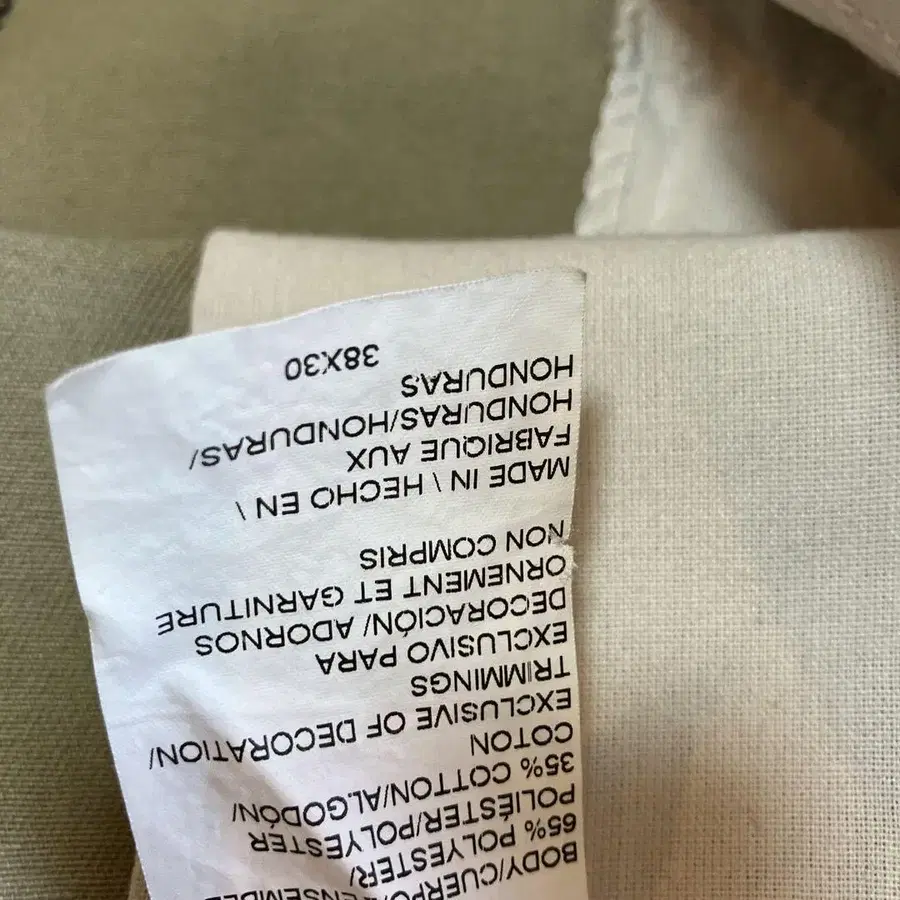 BODY/CUERPO/ENSEMBLE
65% POLYESTER/
POLIÉSTER/POLYESTER
35% COTTON/ALGODÓN/
COTON
EXCLUSIVE OF DECORATION/
TRIMMINGS
EXCLUSIVO PARA
DECORACIÓN/ ADORNOS
ORNEMENT ET GARNITURE
NON COMPRIS
MADE IN \ HECHO EN \
FABRIQUE AUX
HONDURAS/HONDURAS/
HONDURAS
38X30